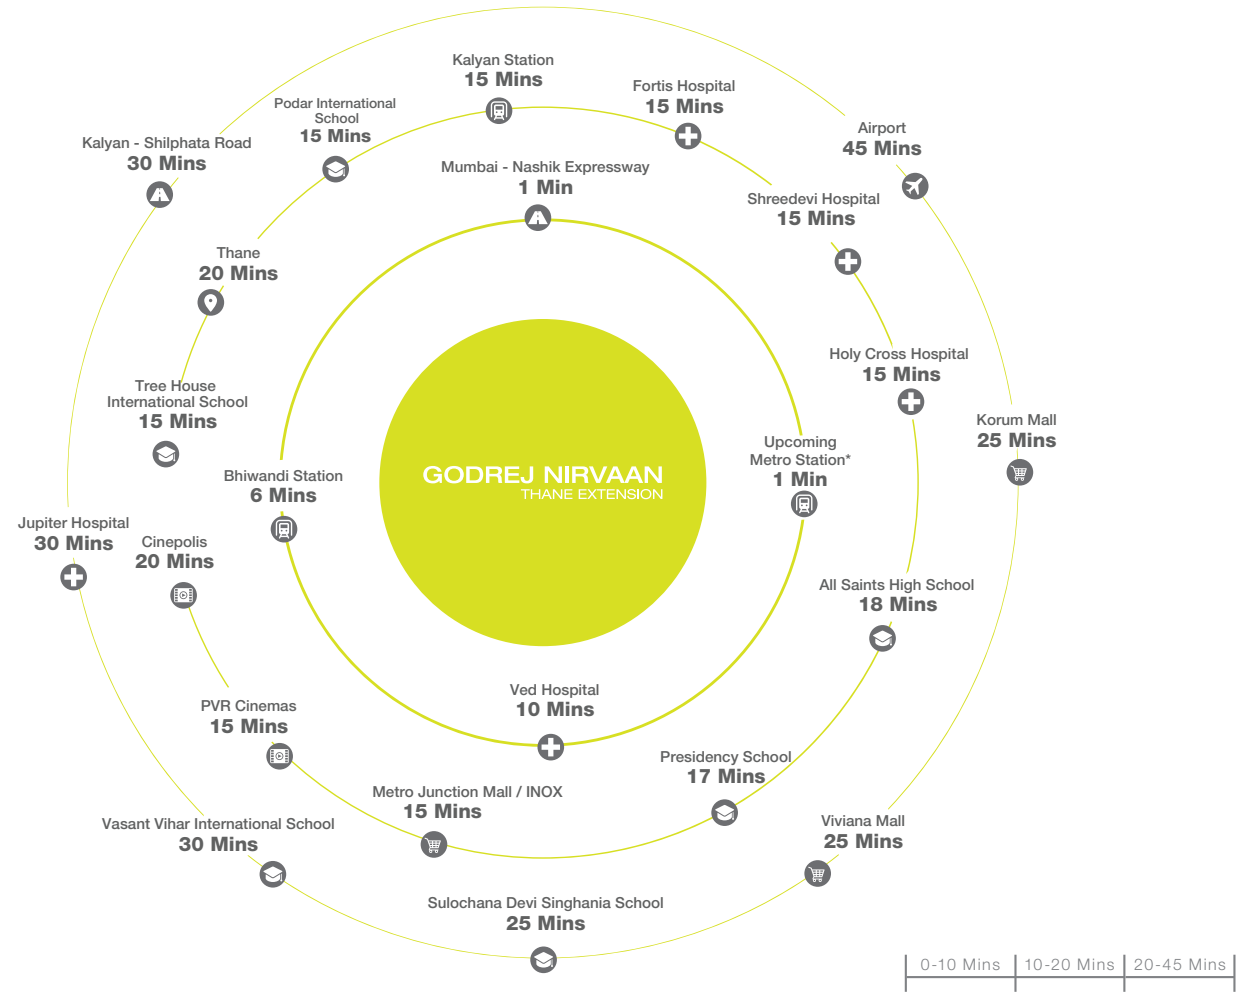 Kalyan Station
15 Mins
Fortis Hospital
15 Mins
Podar International
School
15 Mins
Airport
45 Mins
Kalyan - Shilphata Road
30 Mins
Mumbai - Nashik Expressway
1 Min
Shreedevi Hospital
15 Mins
Thane
20 Mins
Holy Cross Hospital
15 Mins
Tree House
International School
15 Mins
Korum Mall
25 Mins
Upcoming
Metro Station*
1 Min
Bhiwandi Station
6 Mins
GODREJ NIRVAAN
THANE EXTENSION
Jupiter Hospital
30 Mins
Cinepolis
20 Mins
All Saints High School
18 Mins
Ved Hospital
10 Mins
PVR Cinemas
15 Mins
Presidency School
17 Mins
Metro Junction Mall / INOX
15 Mins
Vasant Vihar International School
30 Mins
Viviana Mall
25 Mins
Sulochana Devi Singhania School
25 Mins
0-10 Mins
10-20 Mins
20-45 Mins